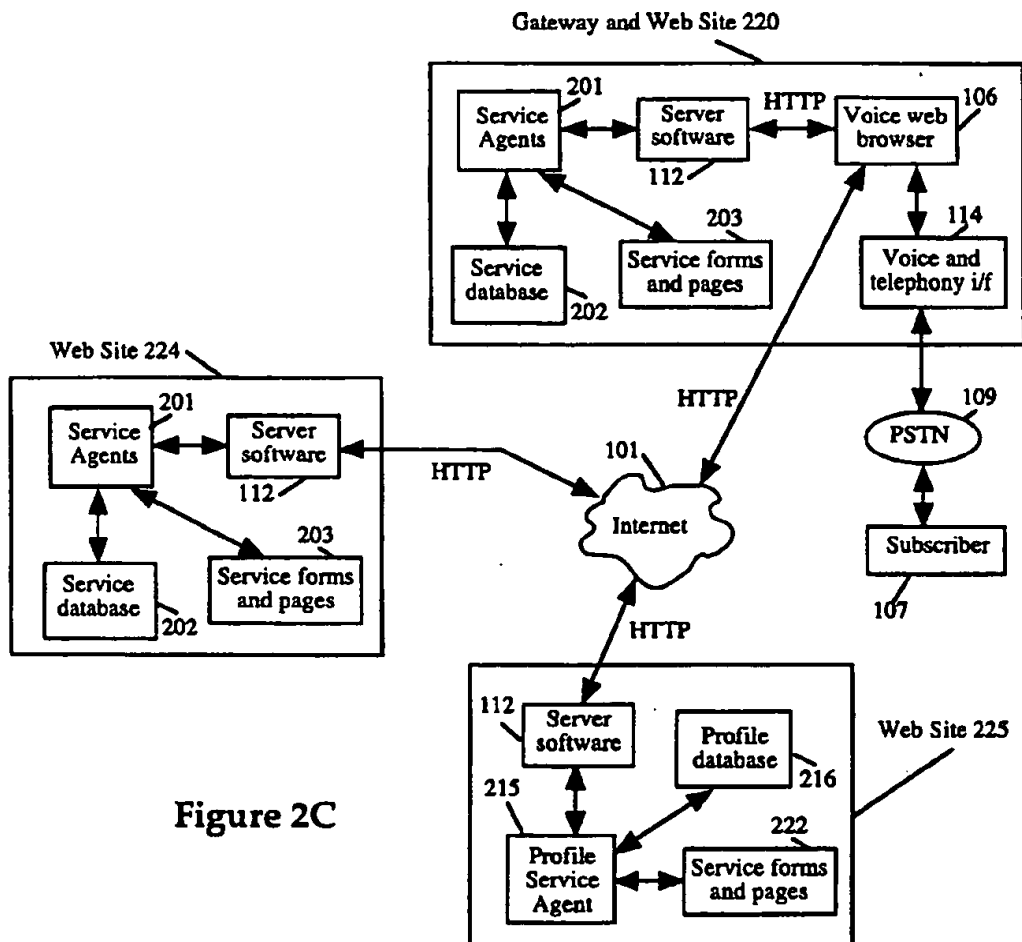 Gateway and Web Site 220
201
Service
Agents
Server
software
112
HTTP
Voice web
browser
106
Service
database
202
203
Service forms
and pages
114
Voice and
telephony i/f
Web Site 224
201
Service
Agents
Server
software
112
HTTP
Service
database
202
203
Service forms
and pages
HTTP
101
Internet
109
PSTN
Subscriber
107
HTTP
112
Server
software
Profile
database
216
Web Site 225
215
Profile
Service
Agent
222
Service forms
and pages
Figure 2C